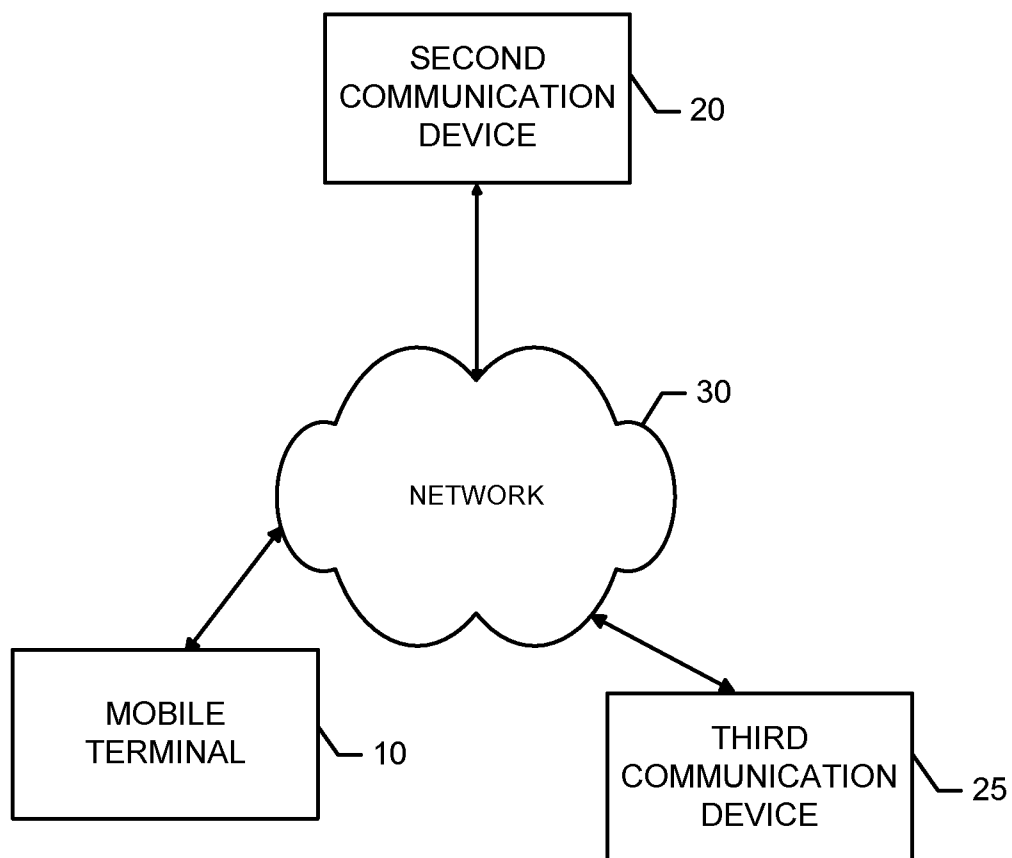 SECOND
COMMUNICATION
DEVICE
20
30
NETWORK
MOBILE
TERMINAL
10
THIRD
COMMUNICATION
DEVICE
25